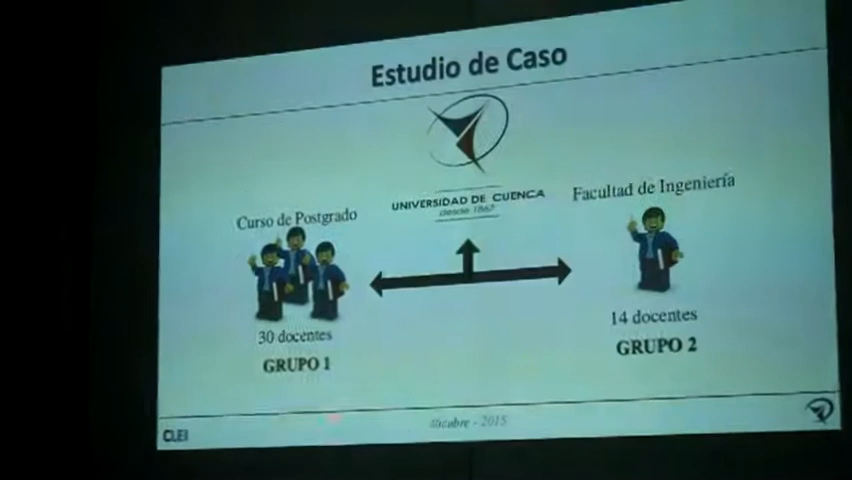 Estudio de Caso
UNIVERSIDAD DE CUENCA
desde 1867
Curso de Postgrado
Facultad de Ingeniería
30 docentes
14 docentes
GRUPO 1
GRUPO 2
CLEI
- 2015